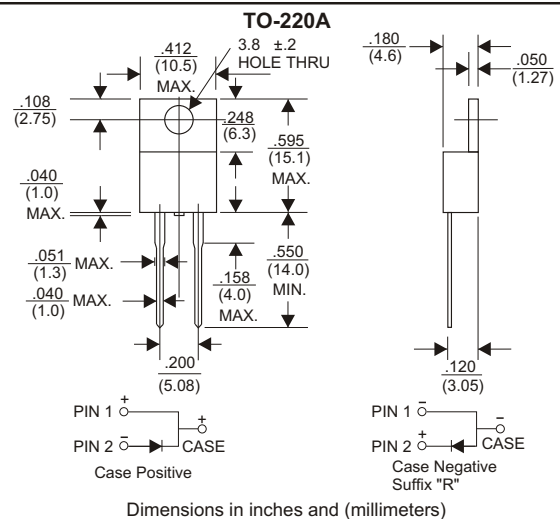 TO-220A
.412
(10.5)
MAX.
3.8 ±.2
HOLE THRU
.180
(4.6)
.050
(1.27)
.108
(2.75)
.248
(6.3)
.595
(15.1)
MAX.
.040
(1.0)
MAX.
.051
(1.3)
MAX.
.040
(1.0)
MAX.
.158
(4.0)
MAX.
.550
(14.0)
MIN.
.200
(5.08)
.120
(3.05)
PIN 1 +
PIN 2 -
+
CASE
Case Positive
PIN 1 -
PIN 2 +
-
CASE
Case Negative
Suffix "R"
Dimensions in inches and (millimeters)